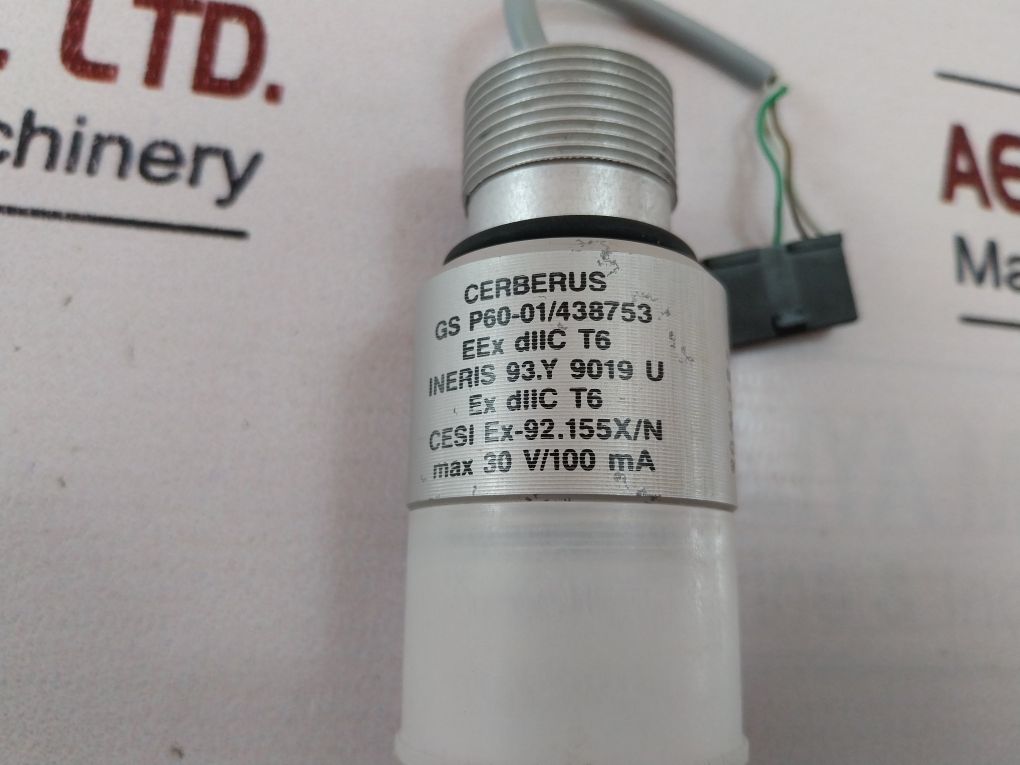 LTD.
chinery
Ae
Ma
CERBERUS
GS P60-01/438753
EEx dIIC T6
INERIS 93.Y 9019 U
Ex dIIC T6
CESI Ex-92.155X/N
max 30 V/100 mA